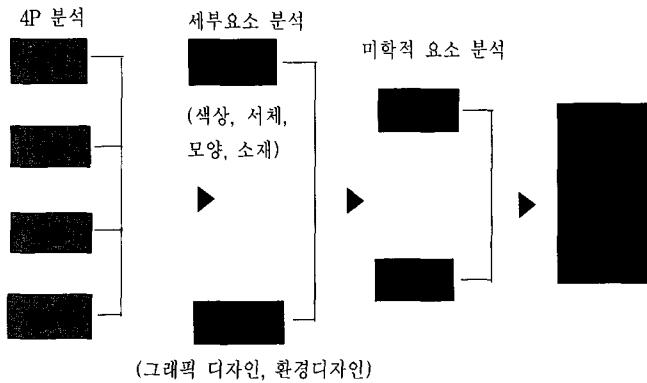 4P 분석
세부요소 분석
미학적 요소 분석
(색상, 서체,
모양, 소재)
(그래픽 디자인, 환경디자인)